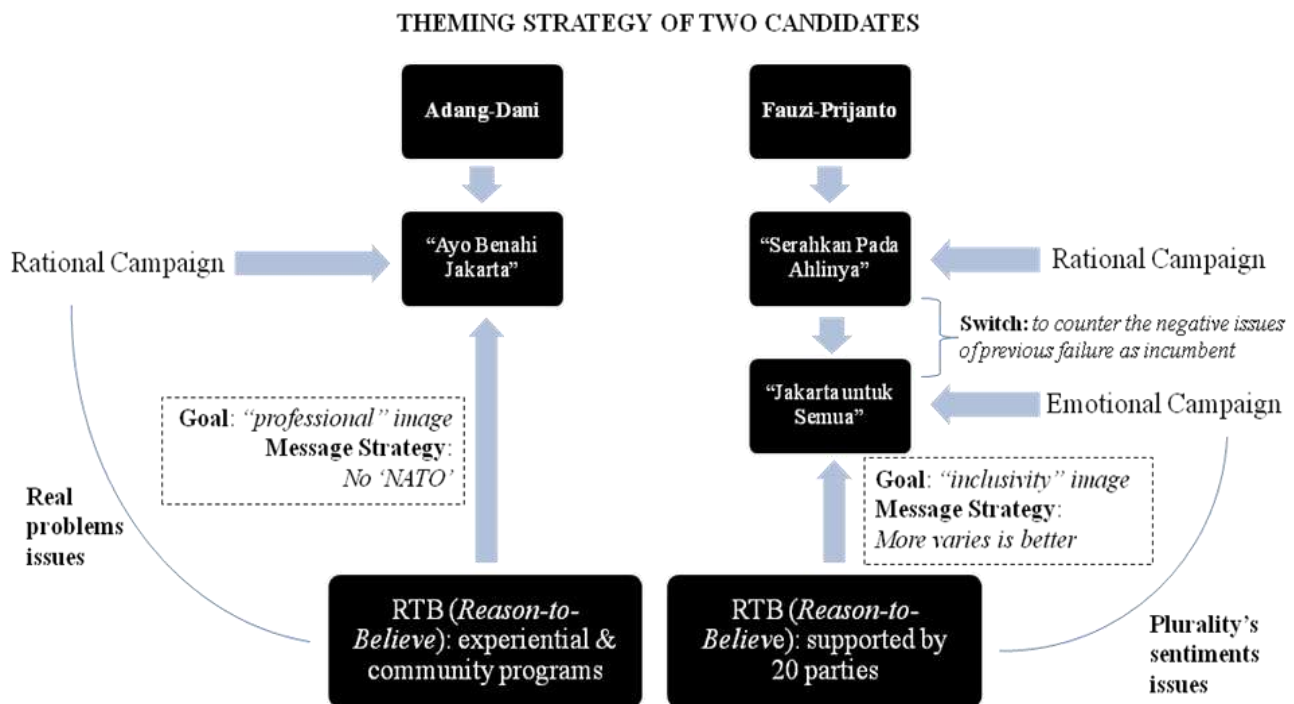 THEMING STRATEGY OF TWO CANDIDATES
Adang-Dani
Fauzi-Prijanto
Rational Campaign
“Ayo Benahi
Jakarta”
“Serahkan Pada
Ahlinya”
Rational Campaign
Switch: to counter the negative issues
of previous failure as incumbent
“Jakarta untuk
Semua”
Emotional Campaign
Goal: “professional” image
Message Strategy:
No ‘NATO’
Goal: “inclusivity” image
Message Strategy:
More varies is better
Real
problems
issues
RTB (Reason-to-
Believe): experiential &
community programs
RTB (Reason-to-
Believe): supported by
20 parties
Plurality’s
sentiments
issues